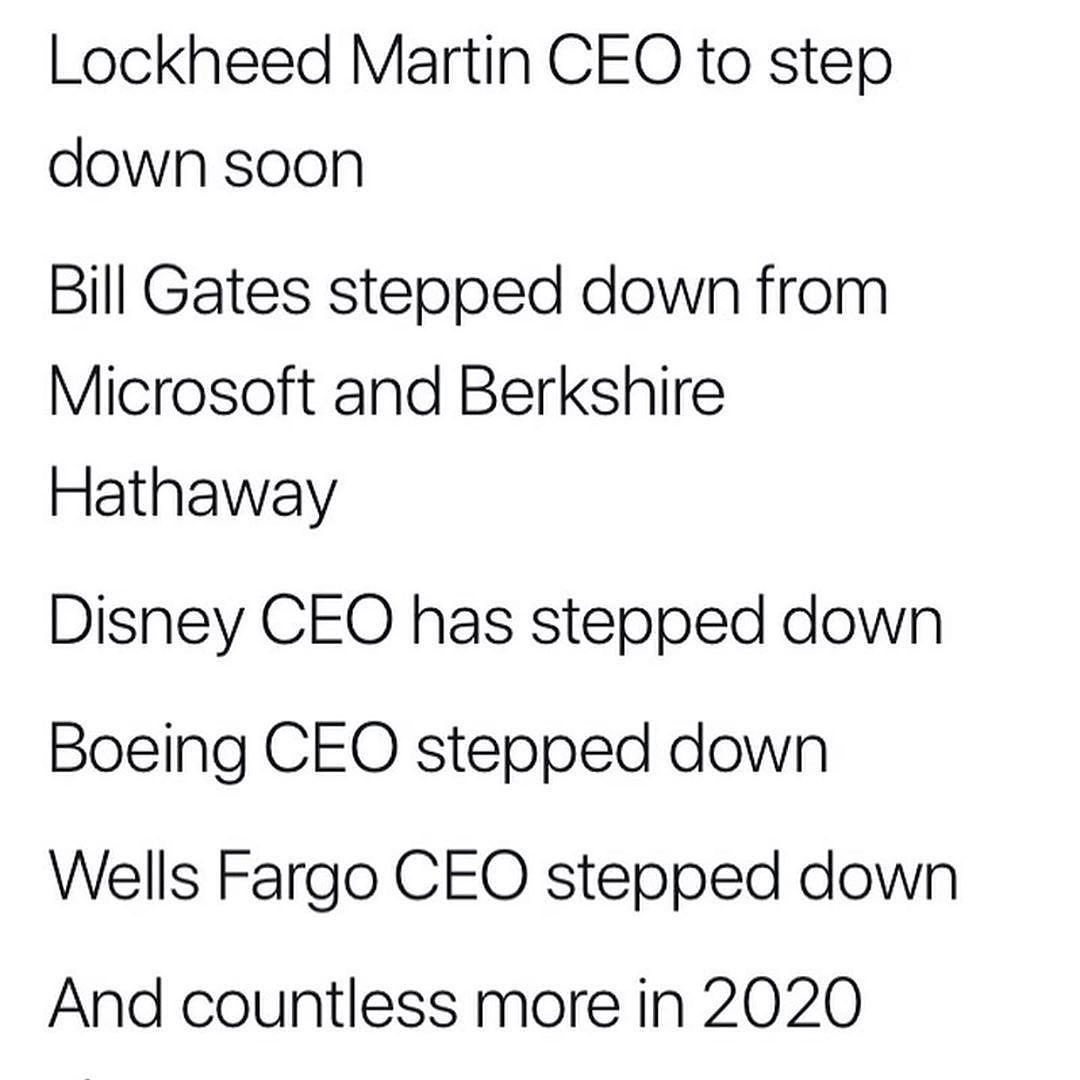 Lockheed Martin CEO to step
down soon
Bill Gates stepped down from
Microsoft and Berkshire
Hathaway
Disney CEO has stepped down
Boeing CEO stepped down
Wells Fargo CEO stepped down
And countless more in 2020